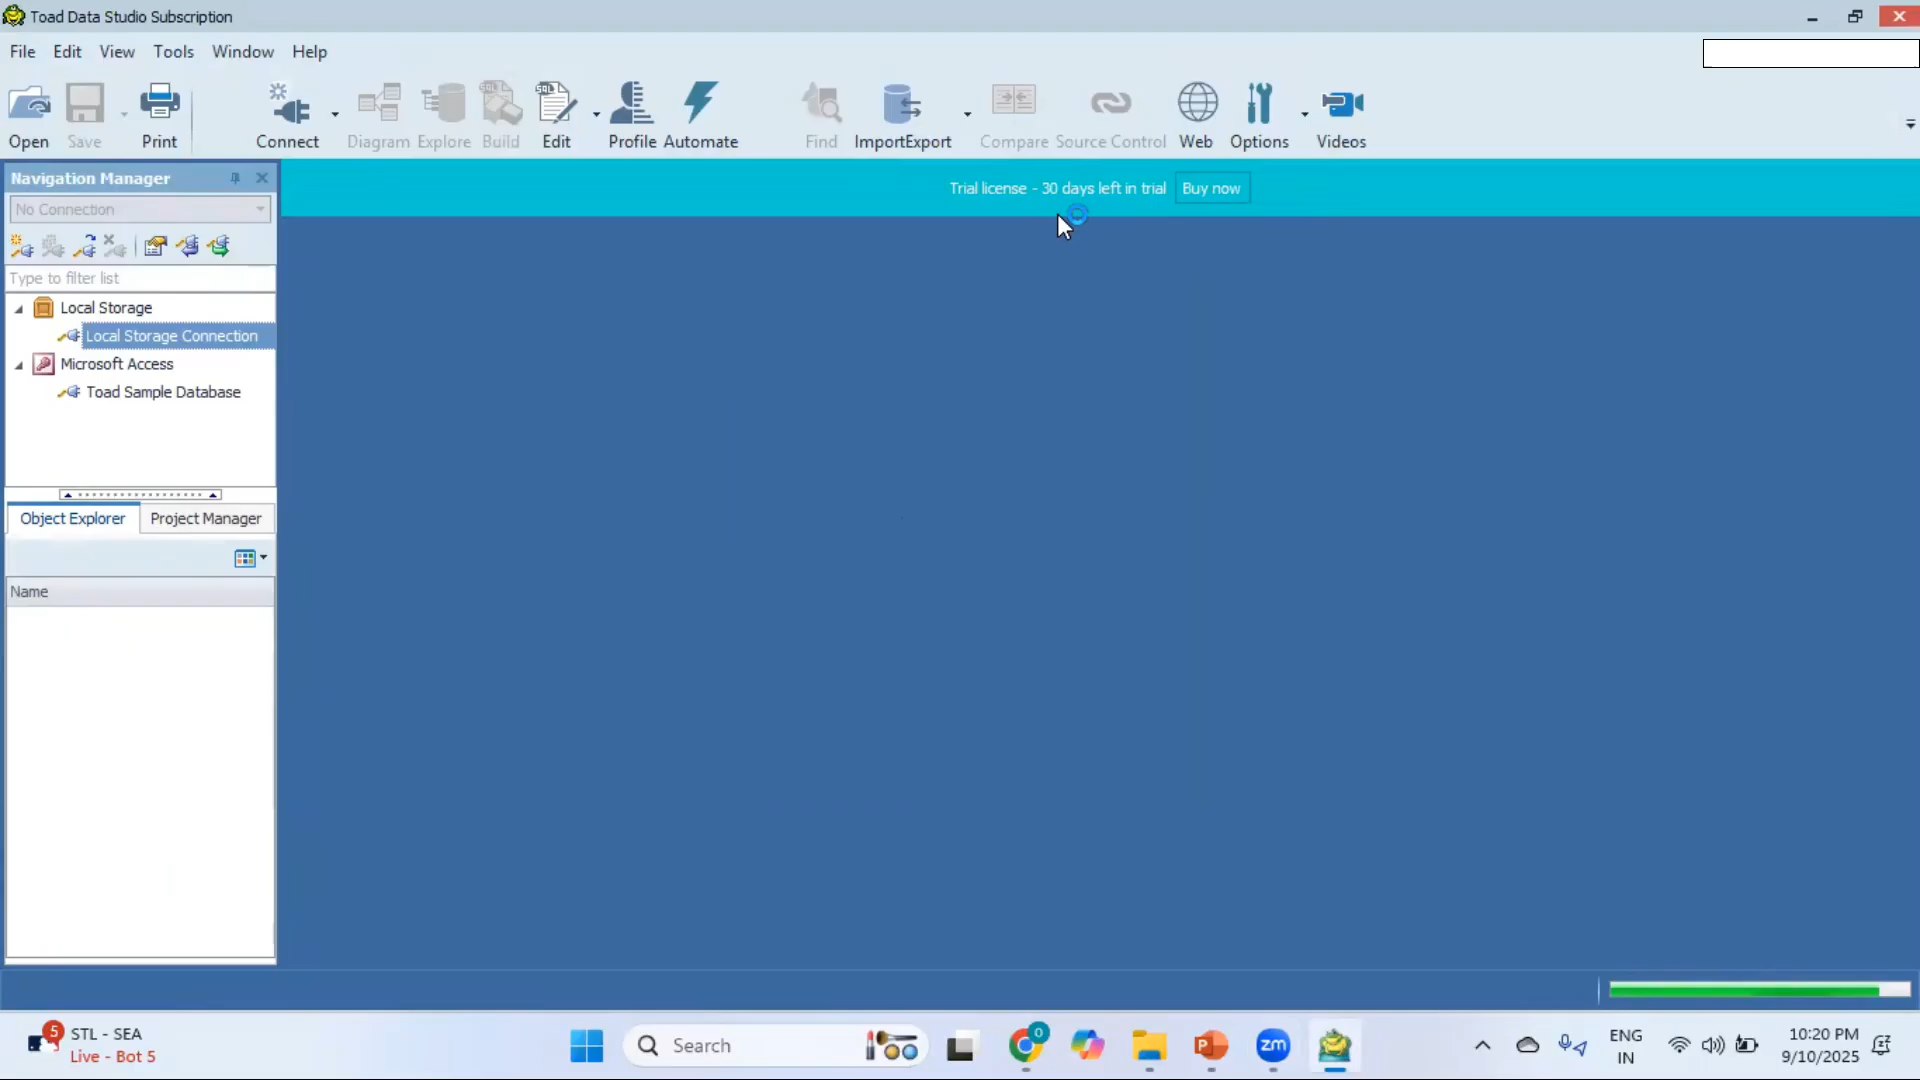 Toad Data Studio Subscription
File Edit View Tools Window Help
Open Save Print Connect Diagram Explore Build Edit Profile Automate Find ImportExport Compare Source Control Web Options Videos
Navigation Manager
Trial license - 30 days left in trial Buy now
No Connection
Type to filter list
Local Storage
Local Storage Connection
Microsoft Access
Toad Sample Database
Object Explorer Project Manager
Name
5 STL - SEA
Live - Bot 5
Search
0
zm
ENG
IN
10:20 PM
9/10/2025